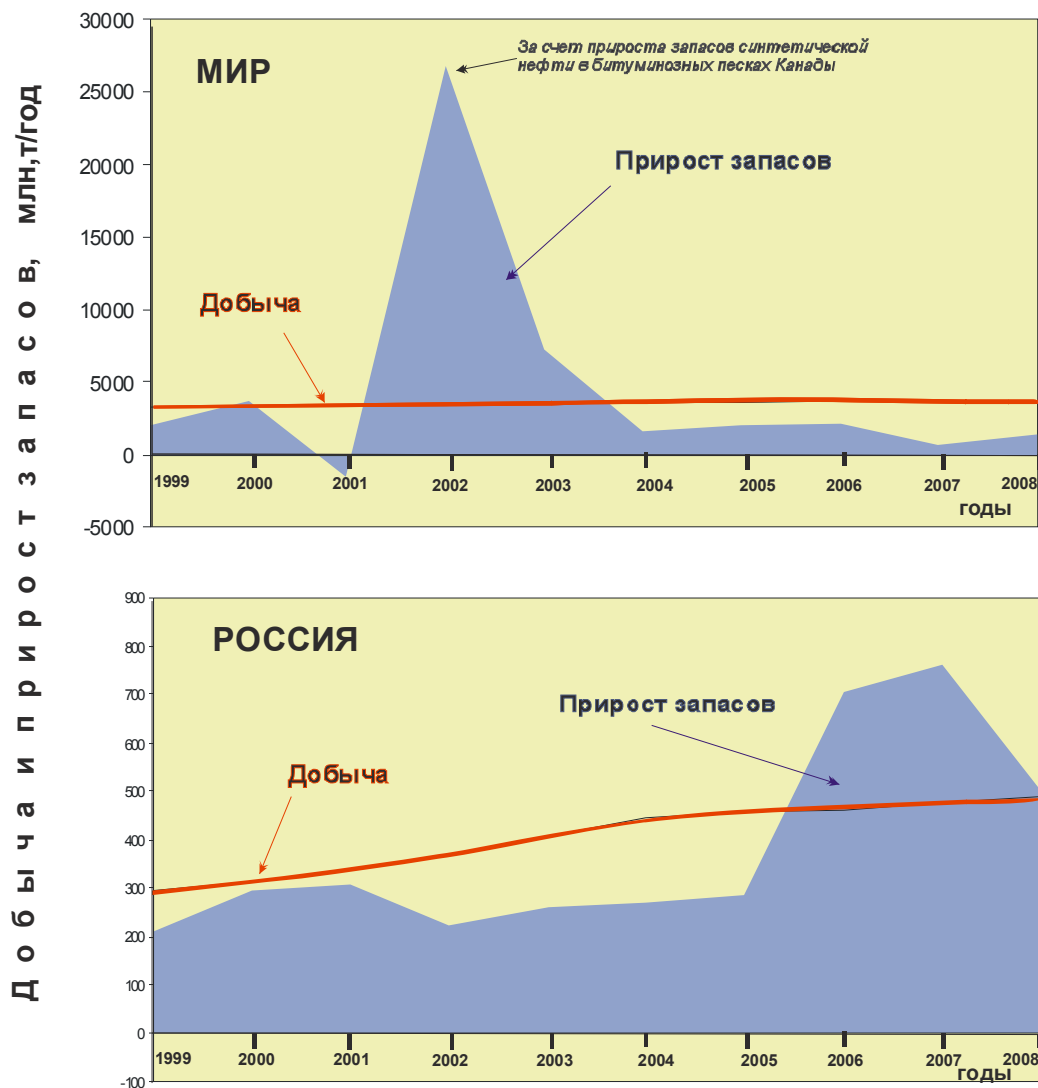 Добыча и прирост запасов, млн,т/год
30000
25000
20000
15000
10000
5000
0
-5000
МИР
За счет прироста запасов синтетической
нефти в битуминозных песках Канады
Прирост запасов
Добыча
1999 2000 2001 2002 2003 2004 2005 2006 2007 2008
годы
900
800
700
600
500
400
300
200
100
0
-100
РОССИЯ
Прирост запасов
Добыча
1999 2000 2001 2002 2003 2004 2005 2006 2007 2008
годы